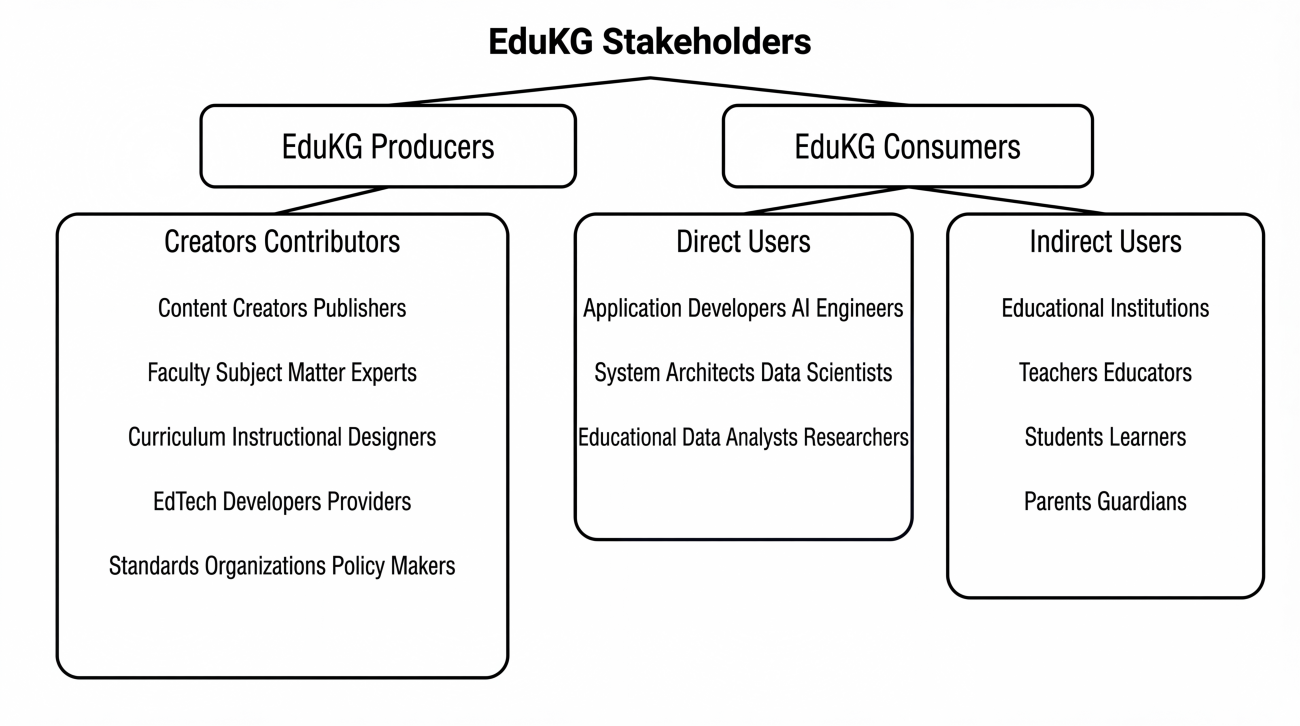 EduKG Stakeholders
EduKG Producers
EduKG Consumers
Creators Contributors
Content Creators Publishers
Faculty Subject Matter Experts
Curriculum Instructional Designers
EdTech Developers Providers
Standards Organizations Policy Makers
Direct Users
Application Developers AI Engineers
System Architects Data Scientists
Educational Data Analysts Researchers
Indirect Users
Educational Institutions
Teachers Educators
Students Learners
Parents Guardians